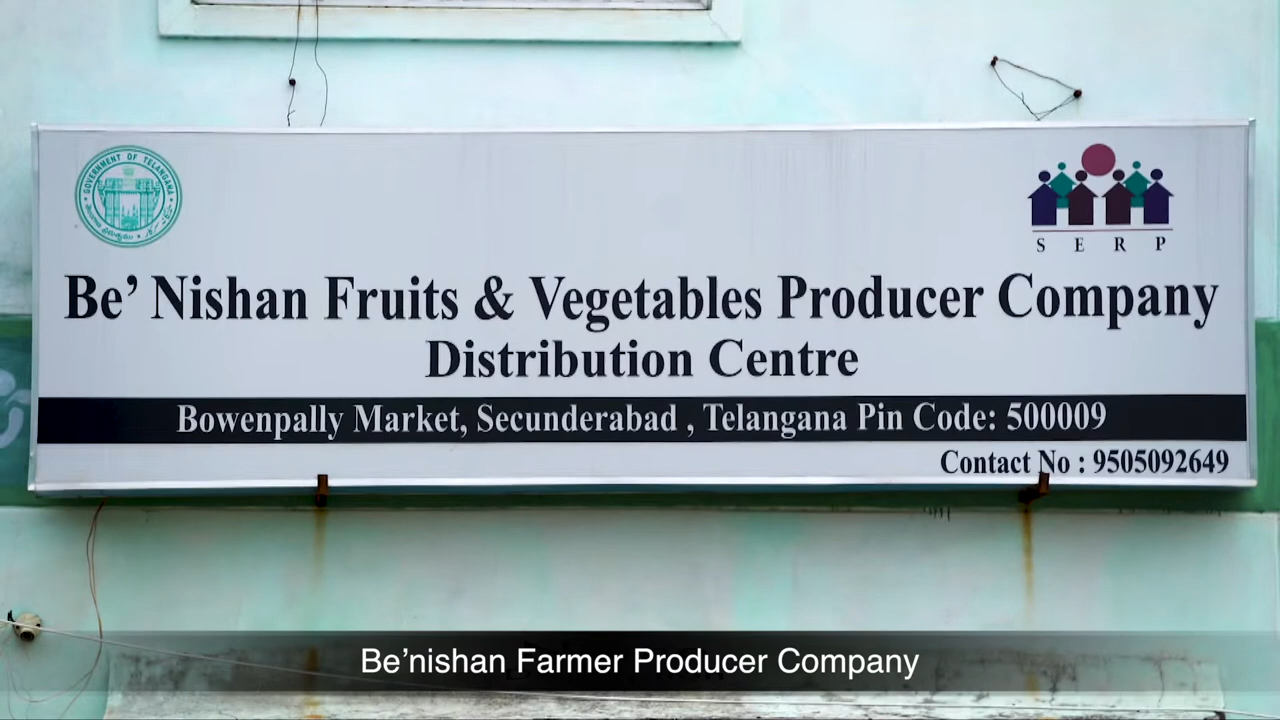 GOVERNMENT OF TELANGANA
S E R P
Be' Nishan Fruits & Vegetables Producer Company
Distribution Centre
Bowenpally Market, Secunderabad , Telangana Pin Code: 500009
Contact No : 9505092649
Be’nishan Farmer Producer Company